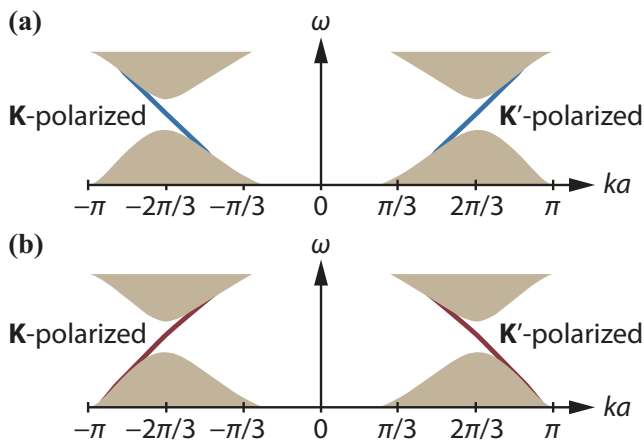 (a)
ω
K-polarized
K′-polarized
−π −2π/3 −π/3 0 π/3 2π/3 π ka
(b)
ω
K-polarized
K′-polarized
−π −2π/3 −π/3 0 π/3 2π/3 π ka